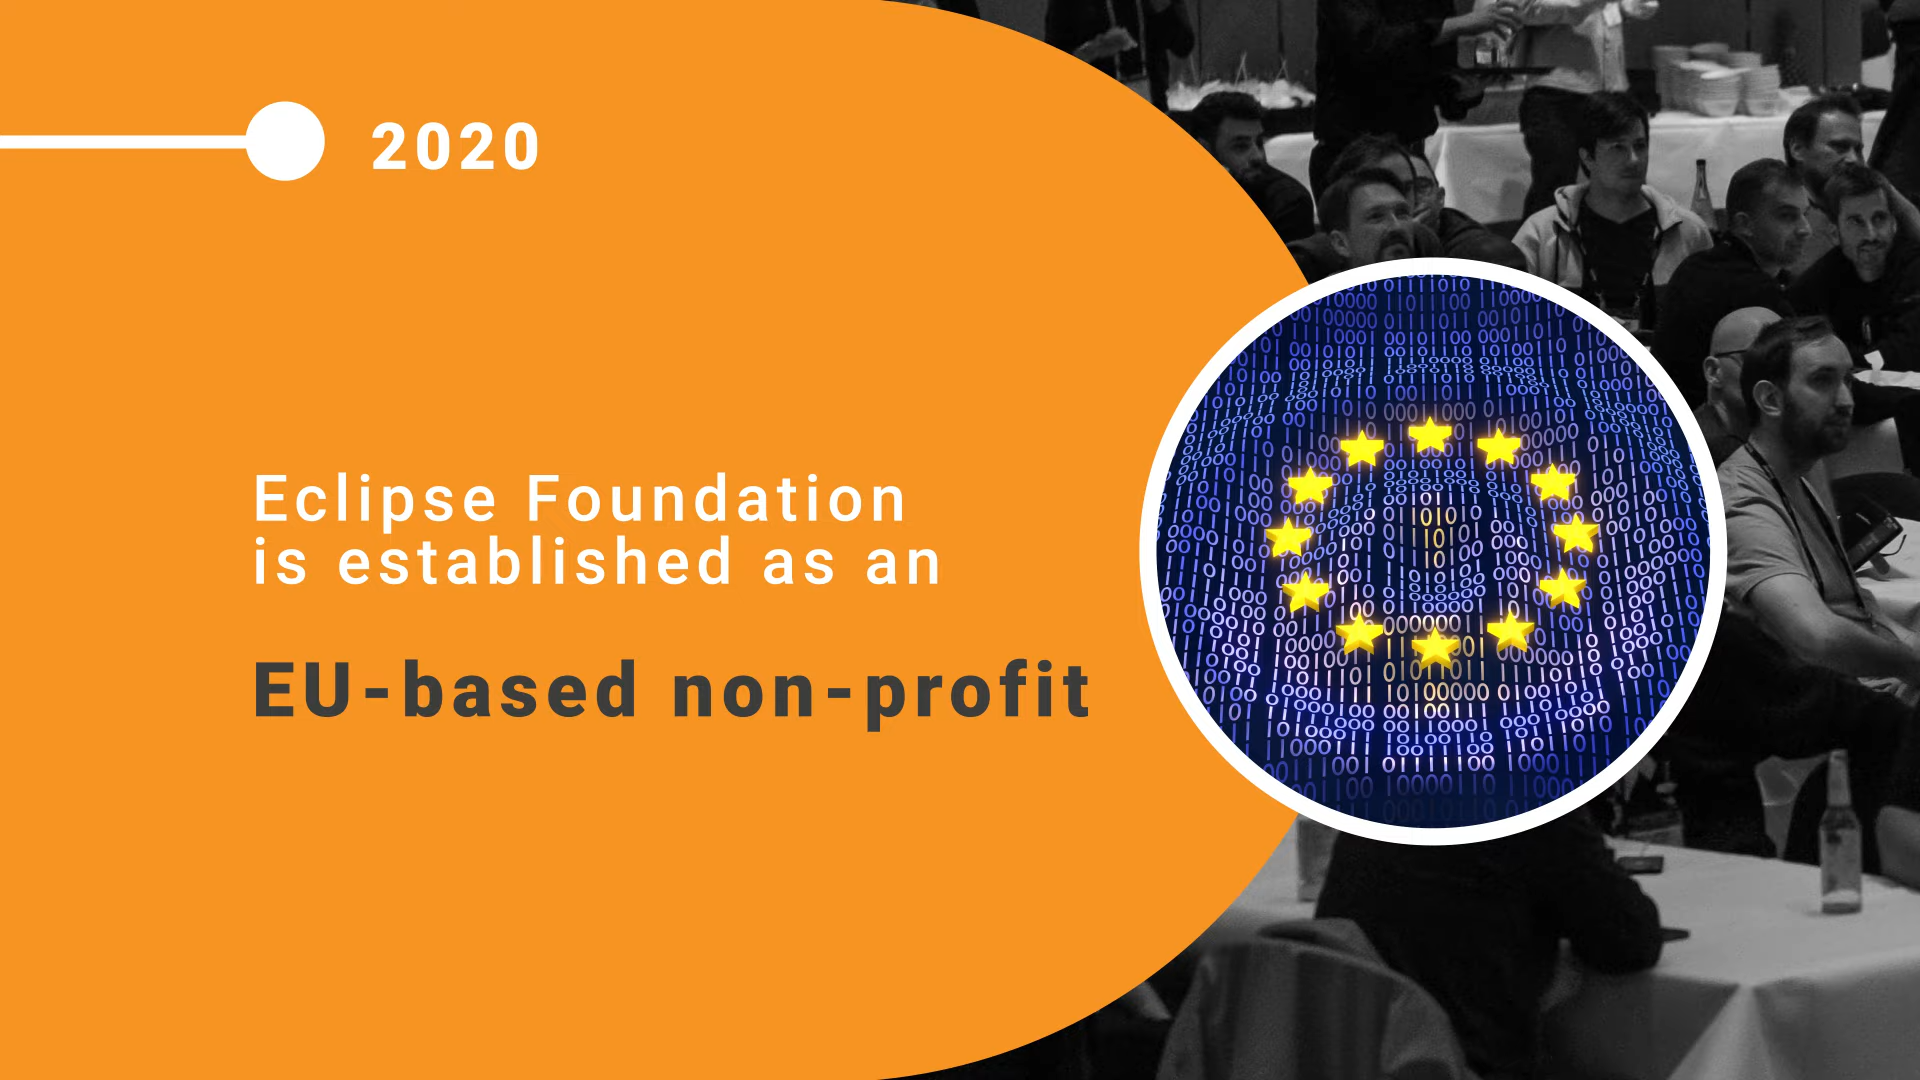 2020
Eclipse Foundation
is established as an
EU-based non-profit